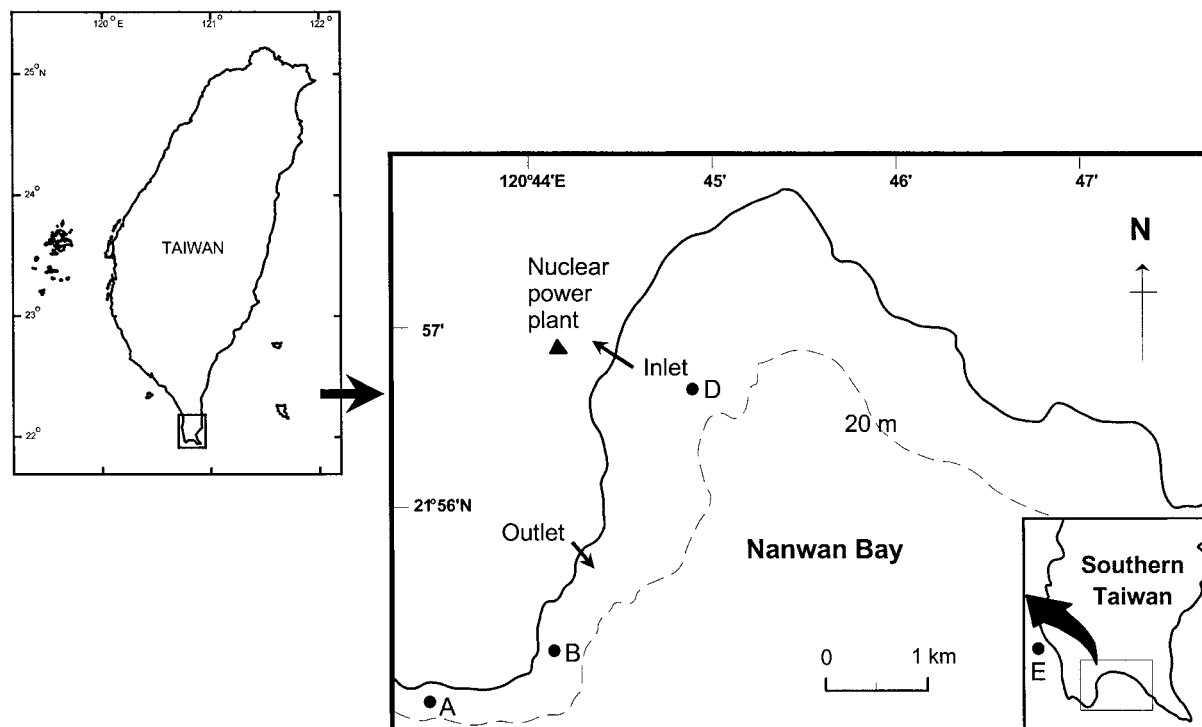 120°E
121°
122°
25°N
24°
23°
22°
TAIWAN
120°44'E
45'
46'
47'
57'
21°56'N
N
Nuclear
power
plant
Inlet
D
20 m
Outlet
Nanwan Bay
B
A
0 1 km
Southern
Taiwan
E